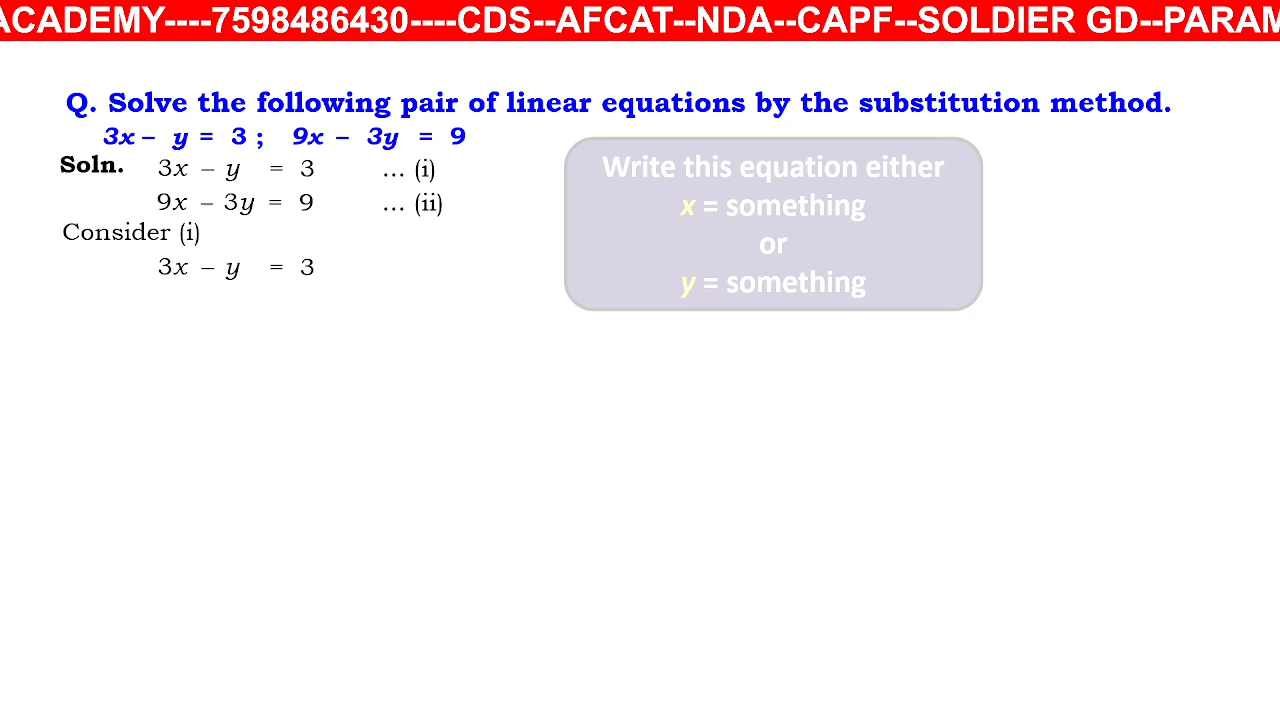 ACADEMY----7598486430----CDS--AFCAT--NDA--CAPF--SOLDIER GD--PARAM
Q. Solve the following pair of linear equations by the substitution method.
3x – y = 3 ; 9x – 3y = 9
Soln. 3x – y = 3 ... (i)
9x – 3y = 9 ... (ii)
Consider (i)
3x – y = 3
Write this equation either
x = something
or
y = something